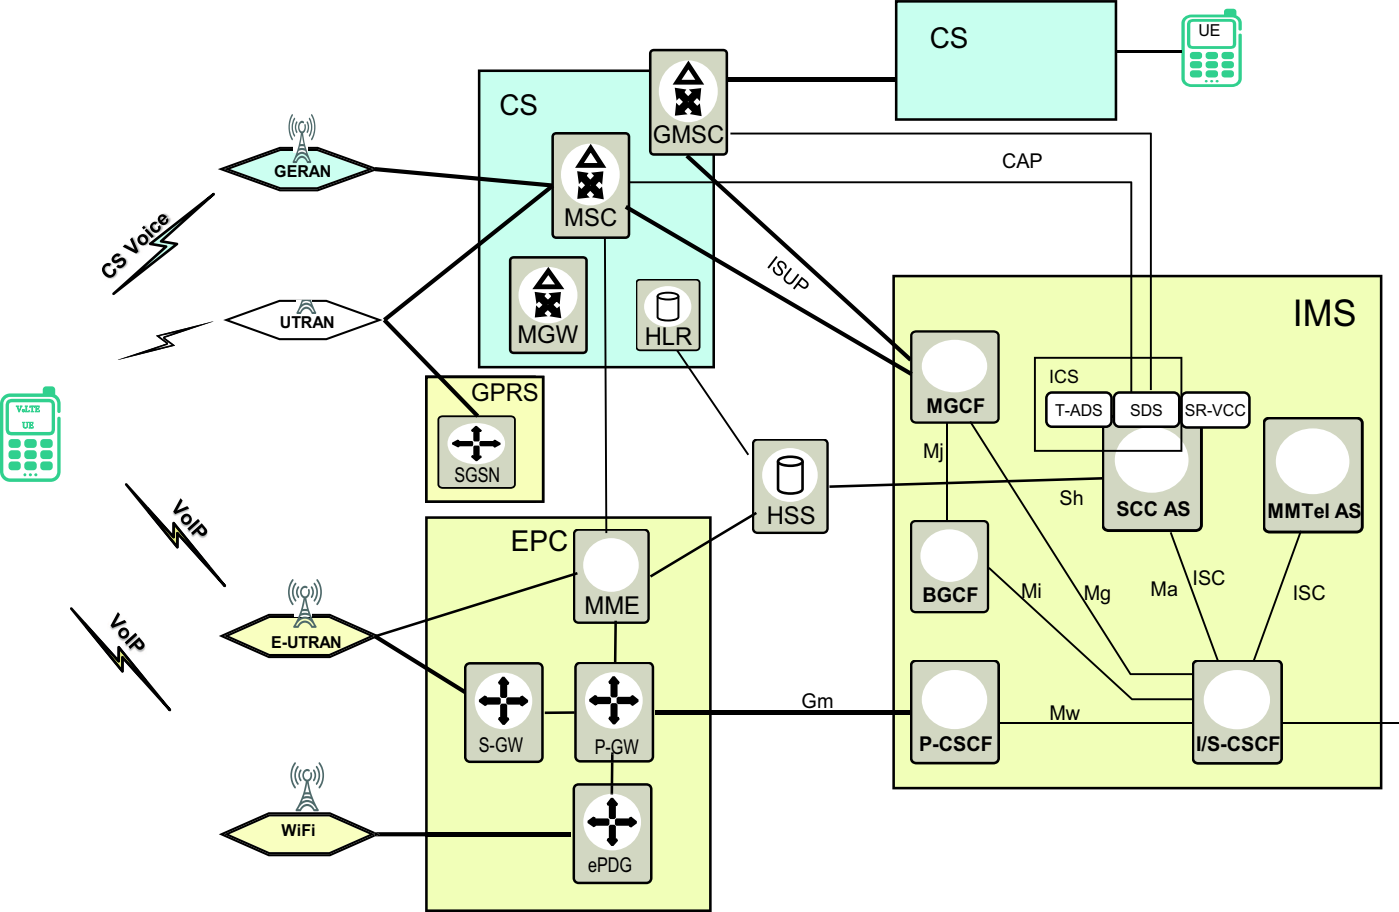 CS
UE
CS
GMSC
GERAN
MSC
CAP
CS Voice
ISUP
UTRAN
MGW
HLR
IMS
GPRS
SGSN
VoLTE
UE
MGCF
ICS
T-ADS
SDS
SR-VCC
Mj
Sh
SCC AS
MMTel AS
VoIP
HSS
EPC
MME
BGCF
Mi
Mg
Ma
ISC
ISC
VoIP
E-UTRAN
S-GW
P-GW
Gm
P-CSCF
Mw
I/S-CSCF
WiFi
ePDG